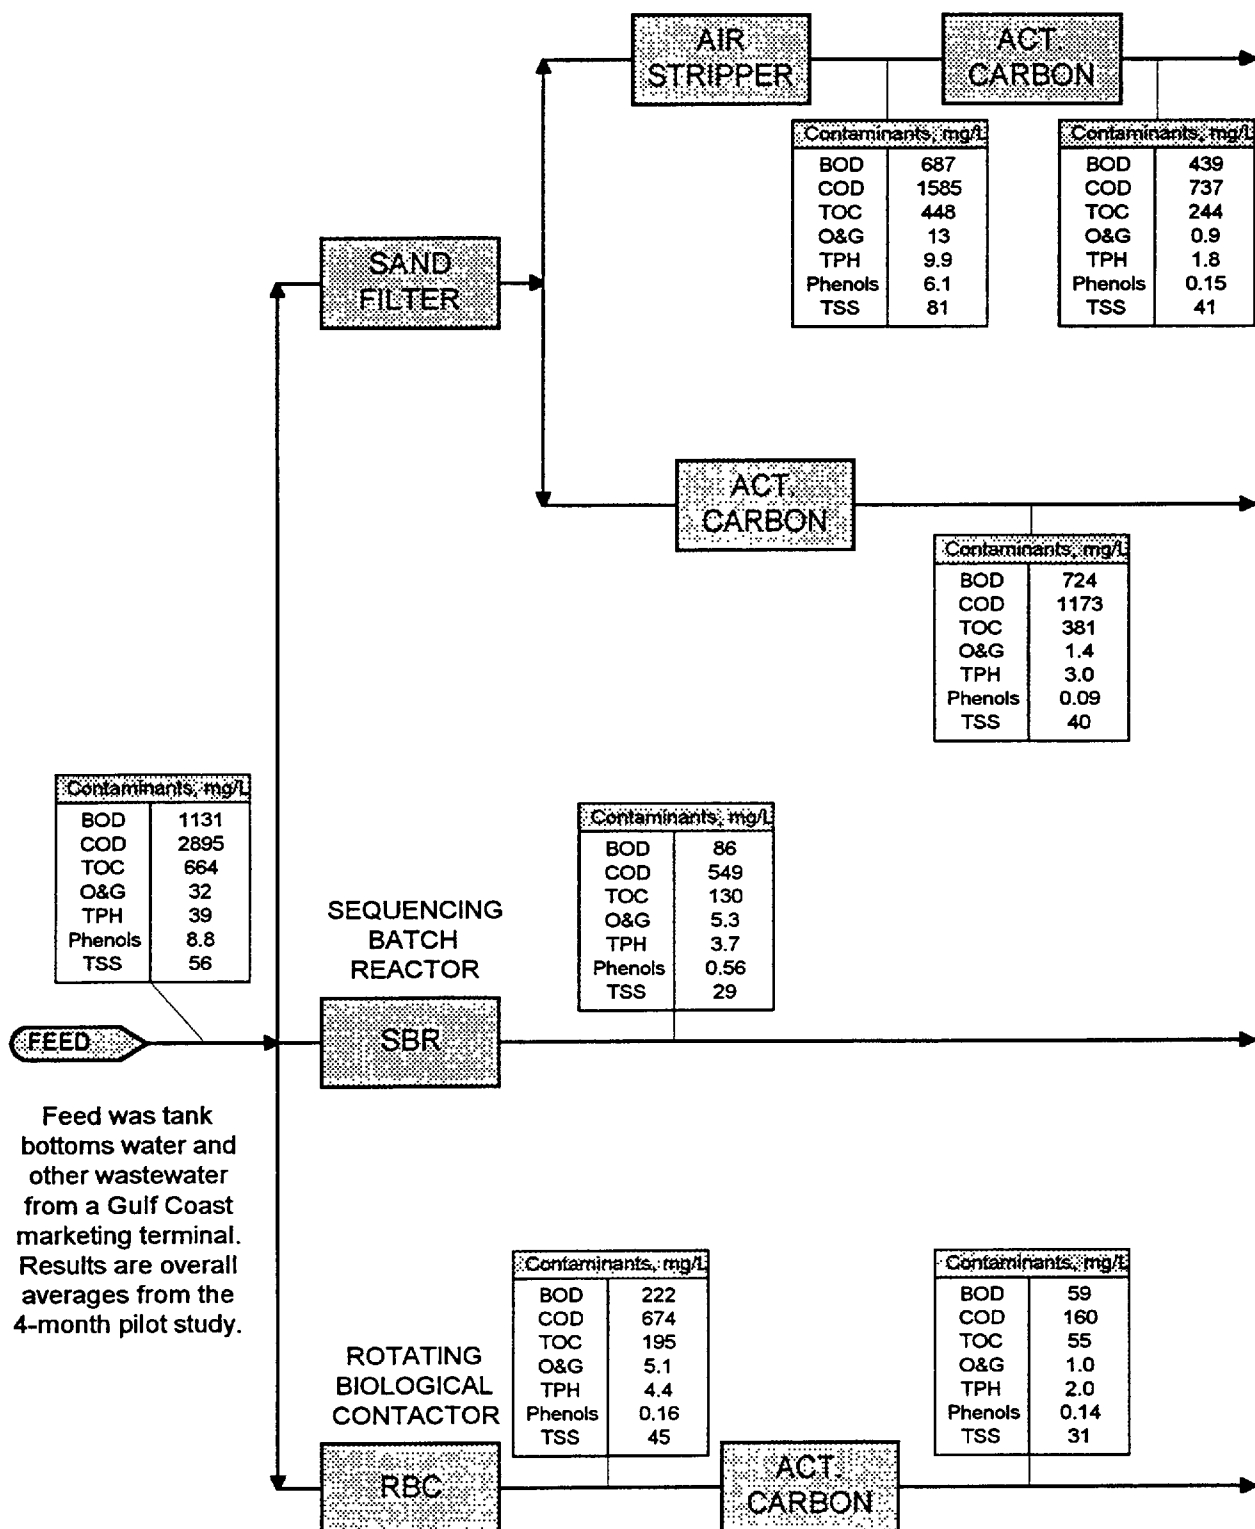 AIR
STRIPPER
ACT.
CARBON
Contaminants, mg/L
BOD 687
COD 1585
TOC 448
O&G 13
TPH 9.9
Phenols 6.1
TSS 81
Contaminants, mg/L
BOD 439
COD 737
TOC 244
O&G 0.9
TPH 1.8
Phenols 0.15
TSS 41
SAND
FILTER
ACT.
CARBON
Contaminants, mg/L
BOD 724
COD 1173
TOC 381
O&G 1.4
TPH 3.0
Phenols 0.09
TSS 40
Contaminants, mg/L
BOD 1131
COD 2895
TOC 664
O&G 32
TPH 39
Phenols 8.8
TSS 56
Contaminants, mg/L
BOD 86
COD 549
TOC 130
O&G 5.3
TPH 3.7
Phenols 0.56
TSS 29
SEQUENCING
BATCH
REACTOR
FEED
SBR
Feed was tank
bottoms water and
other wastewater
from a Gulf Coast
marketing terminal.
Results are overall
averages from the
4-month pilot study.
Contaminants, mg/L
BOD 222
COD 674
TOC 195
O&G 5.1
TPH 4.4
Phenols 0.16
TSS 45
Contaminants, mg/L
BOD 59
COD 160
TOC 55
O&G 1.0
TPH 2.0
Phenols 0.14
TSS 31
ROTATING
BIOLOGICAL
CONTACTOR
RBC
ACT.
CARBON